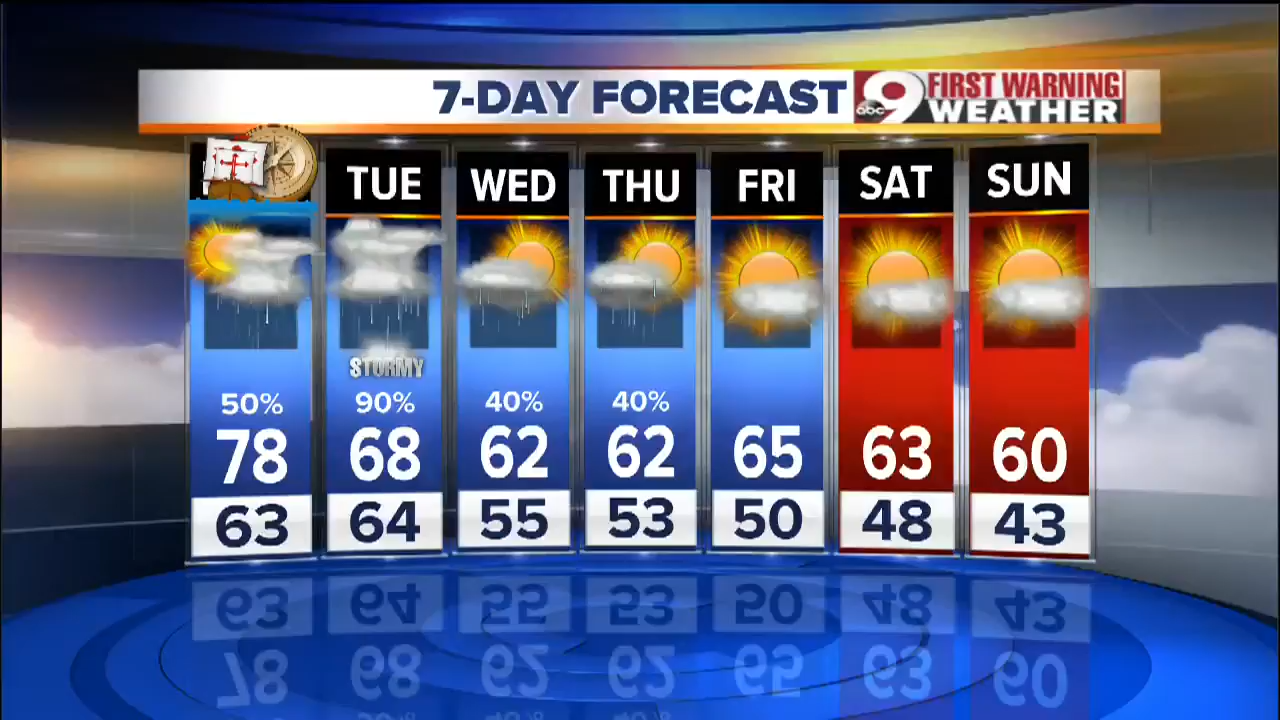 7-DAY FORECAST
abc 9 FIRST WARNING
WEATHER
TUE WED THU FRI SAT SUN
STORMY
50% 90% 40% 40%
78 68 62 62 65 63 60
63 64 55 53 50 48 43